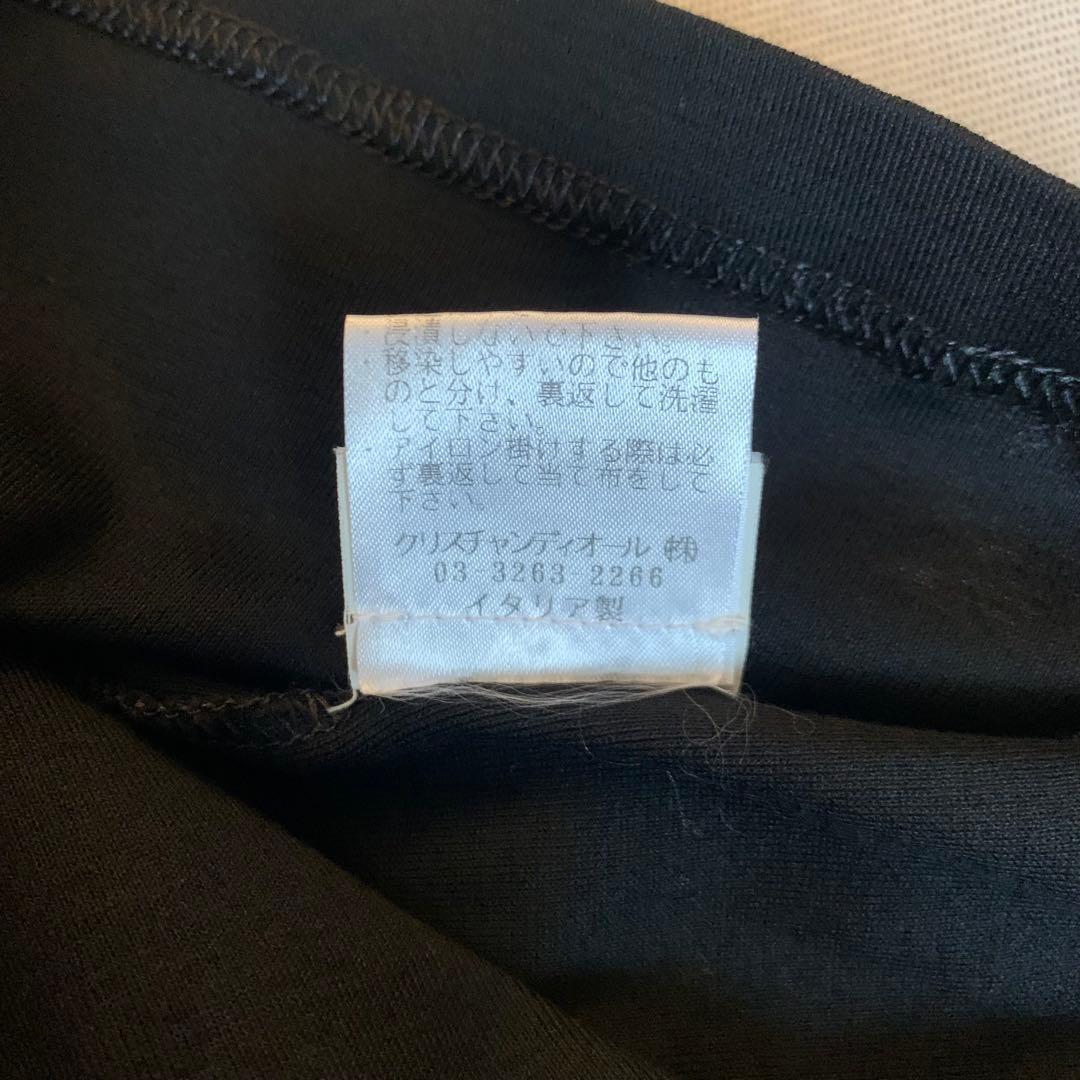 浸漬しないで下さい。
移染しやすいので他のも
のと分け、裏返して洗濯
して下さい。
アイロン掛けする際は必
ず裏返して当て布をして
下さい。
クリスチャンディオール ㈱
03-3263-2266
イタリア製